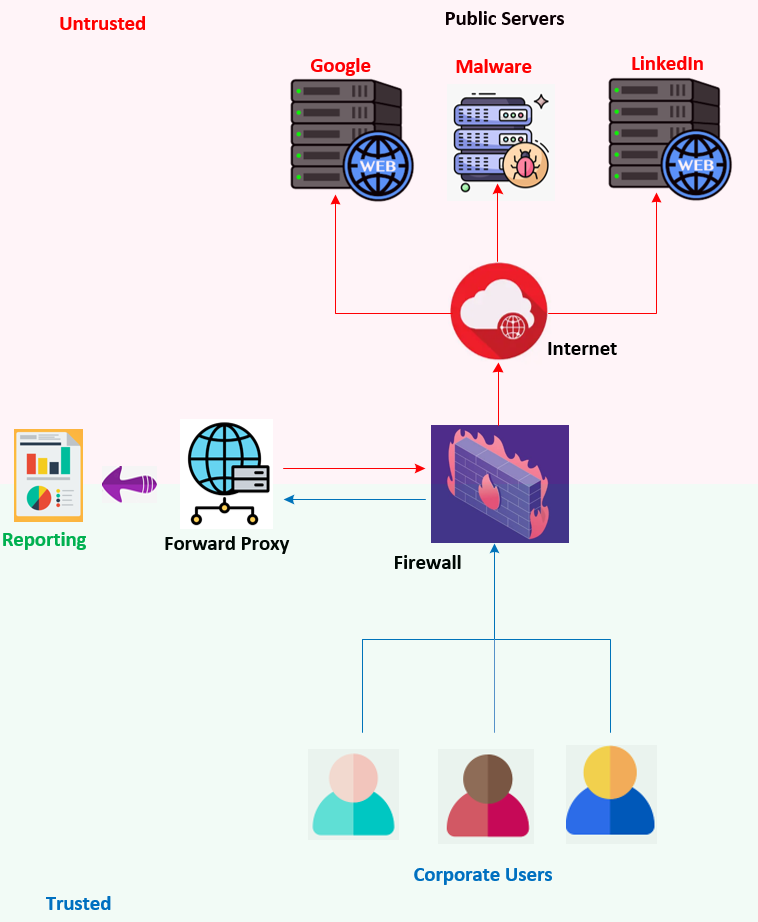 Untrusted
Public Servers
Google
Malware
LinkedIn
WEB
WEB
Internet
Reporting
Forward Proxy
Firewall
Corporate Users
Trusted